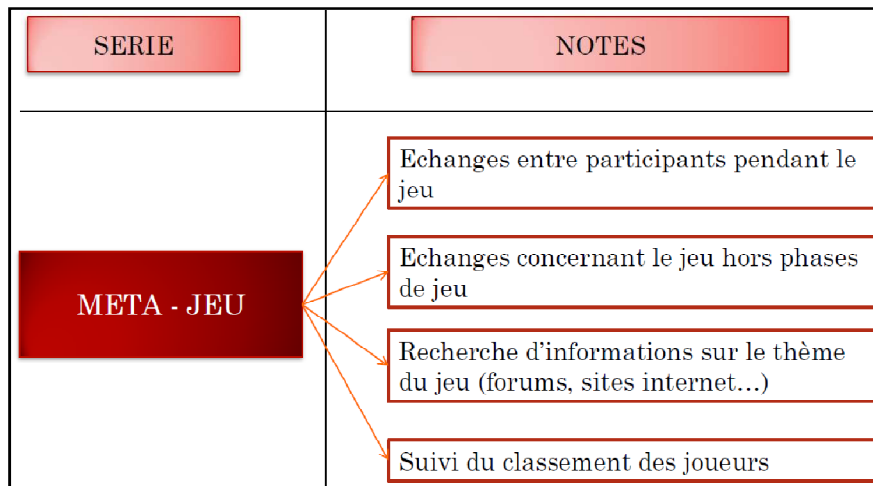 SERIE
NOTES
META - JEU
Echanges entre participants pendant le
jeu
Echanges concernant le jeu hors phases
de jeu
Recherche d'informations sur le thème
du jeu (forums, sites internet...)
Suivi du classement des joueurs